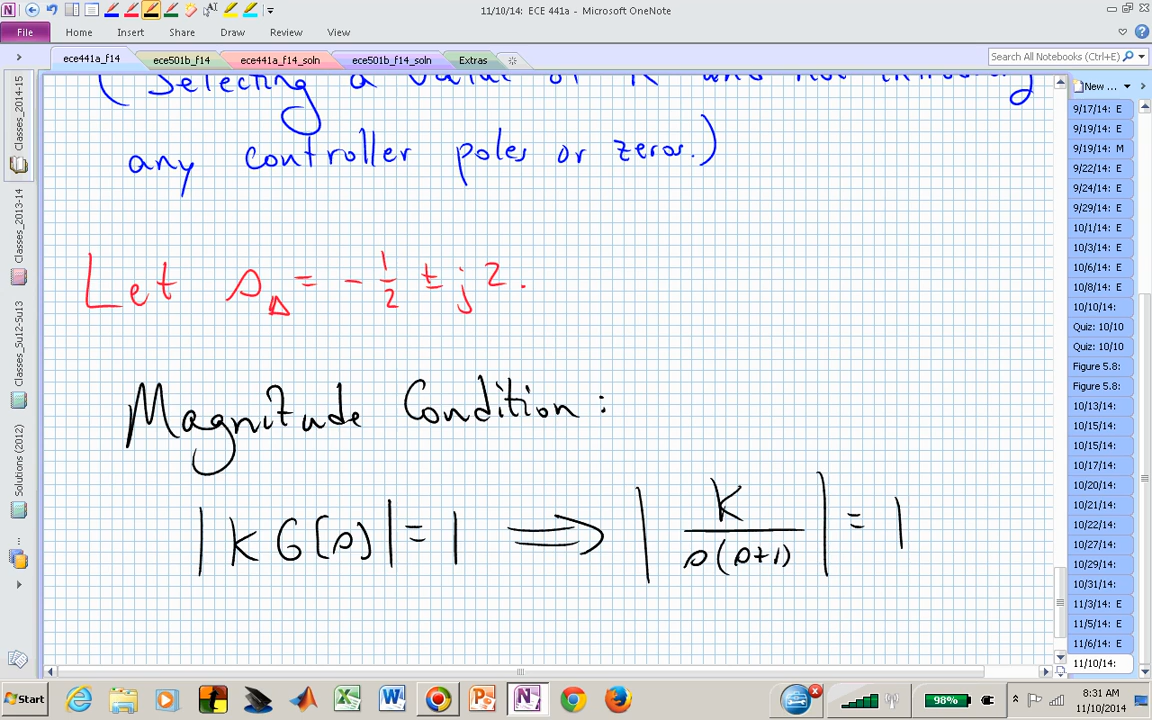 11/10/14: ECE 441a - Microsoft OneNote
File Home Insert Share Draw Review View
ece441a_f14 ece501b_f14 ece441a_f14_soln ece501b_f14_soln Extras
Search All Notebooks (Ctrl+E)
Classes_2014-15
Classes_2013-14
Classes_Su12-Su13
Solutions (2012)
(Selecting a value of K and not
any controller poles or zeros.)
Let s_Δ = - 1/2 ± j2.
Magnitude Condition:
|K G(s)| = 1 ⟹ | K / s(s+1) | = 1
New ...
9/17/14: E
9/19/14: E
9/19/14: M
9/22/14: E
9/24/14: E
9/29/14: E
10/1/14: E
10/3/14: E
10/6/14: E
10/8/14: E
10/10/14:
Quiz: 10/10
Quiz: 10/10
Figure 5.8:
Figure 5.8:
10/13/14:
10/15/14:
10/15/14:
10/17/14:
10/20/14:
10/21/14:
10/22/14:
10/27/14:
10/29/14:
10/31/14:
11/3/14: E
11/5/14: E
11/6/14: E
11/10/14:
Start
98%
8:31 AM
11/10/2014